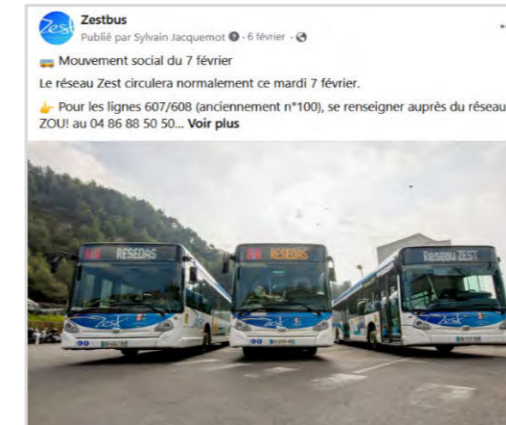 Zest
Zestbus
Publié par Sylvain Jacquemot · 6 février ·
Mouvement social du 7 février
Le réseau Zest circulera normalement ce mardi 7 février.
Pour les lignes 607/608 (anciennement n°100), se renseigner auprès du réseau
ZOU! au 04 86 88 50 50... Voir plus
RESEDAS
RESEDAS
Reseau ZEST
Zest
Zest
Zest